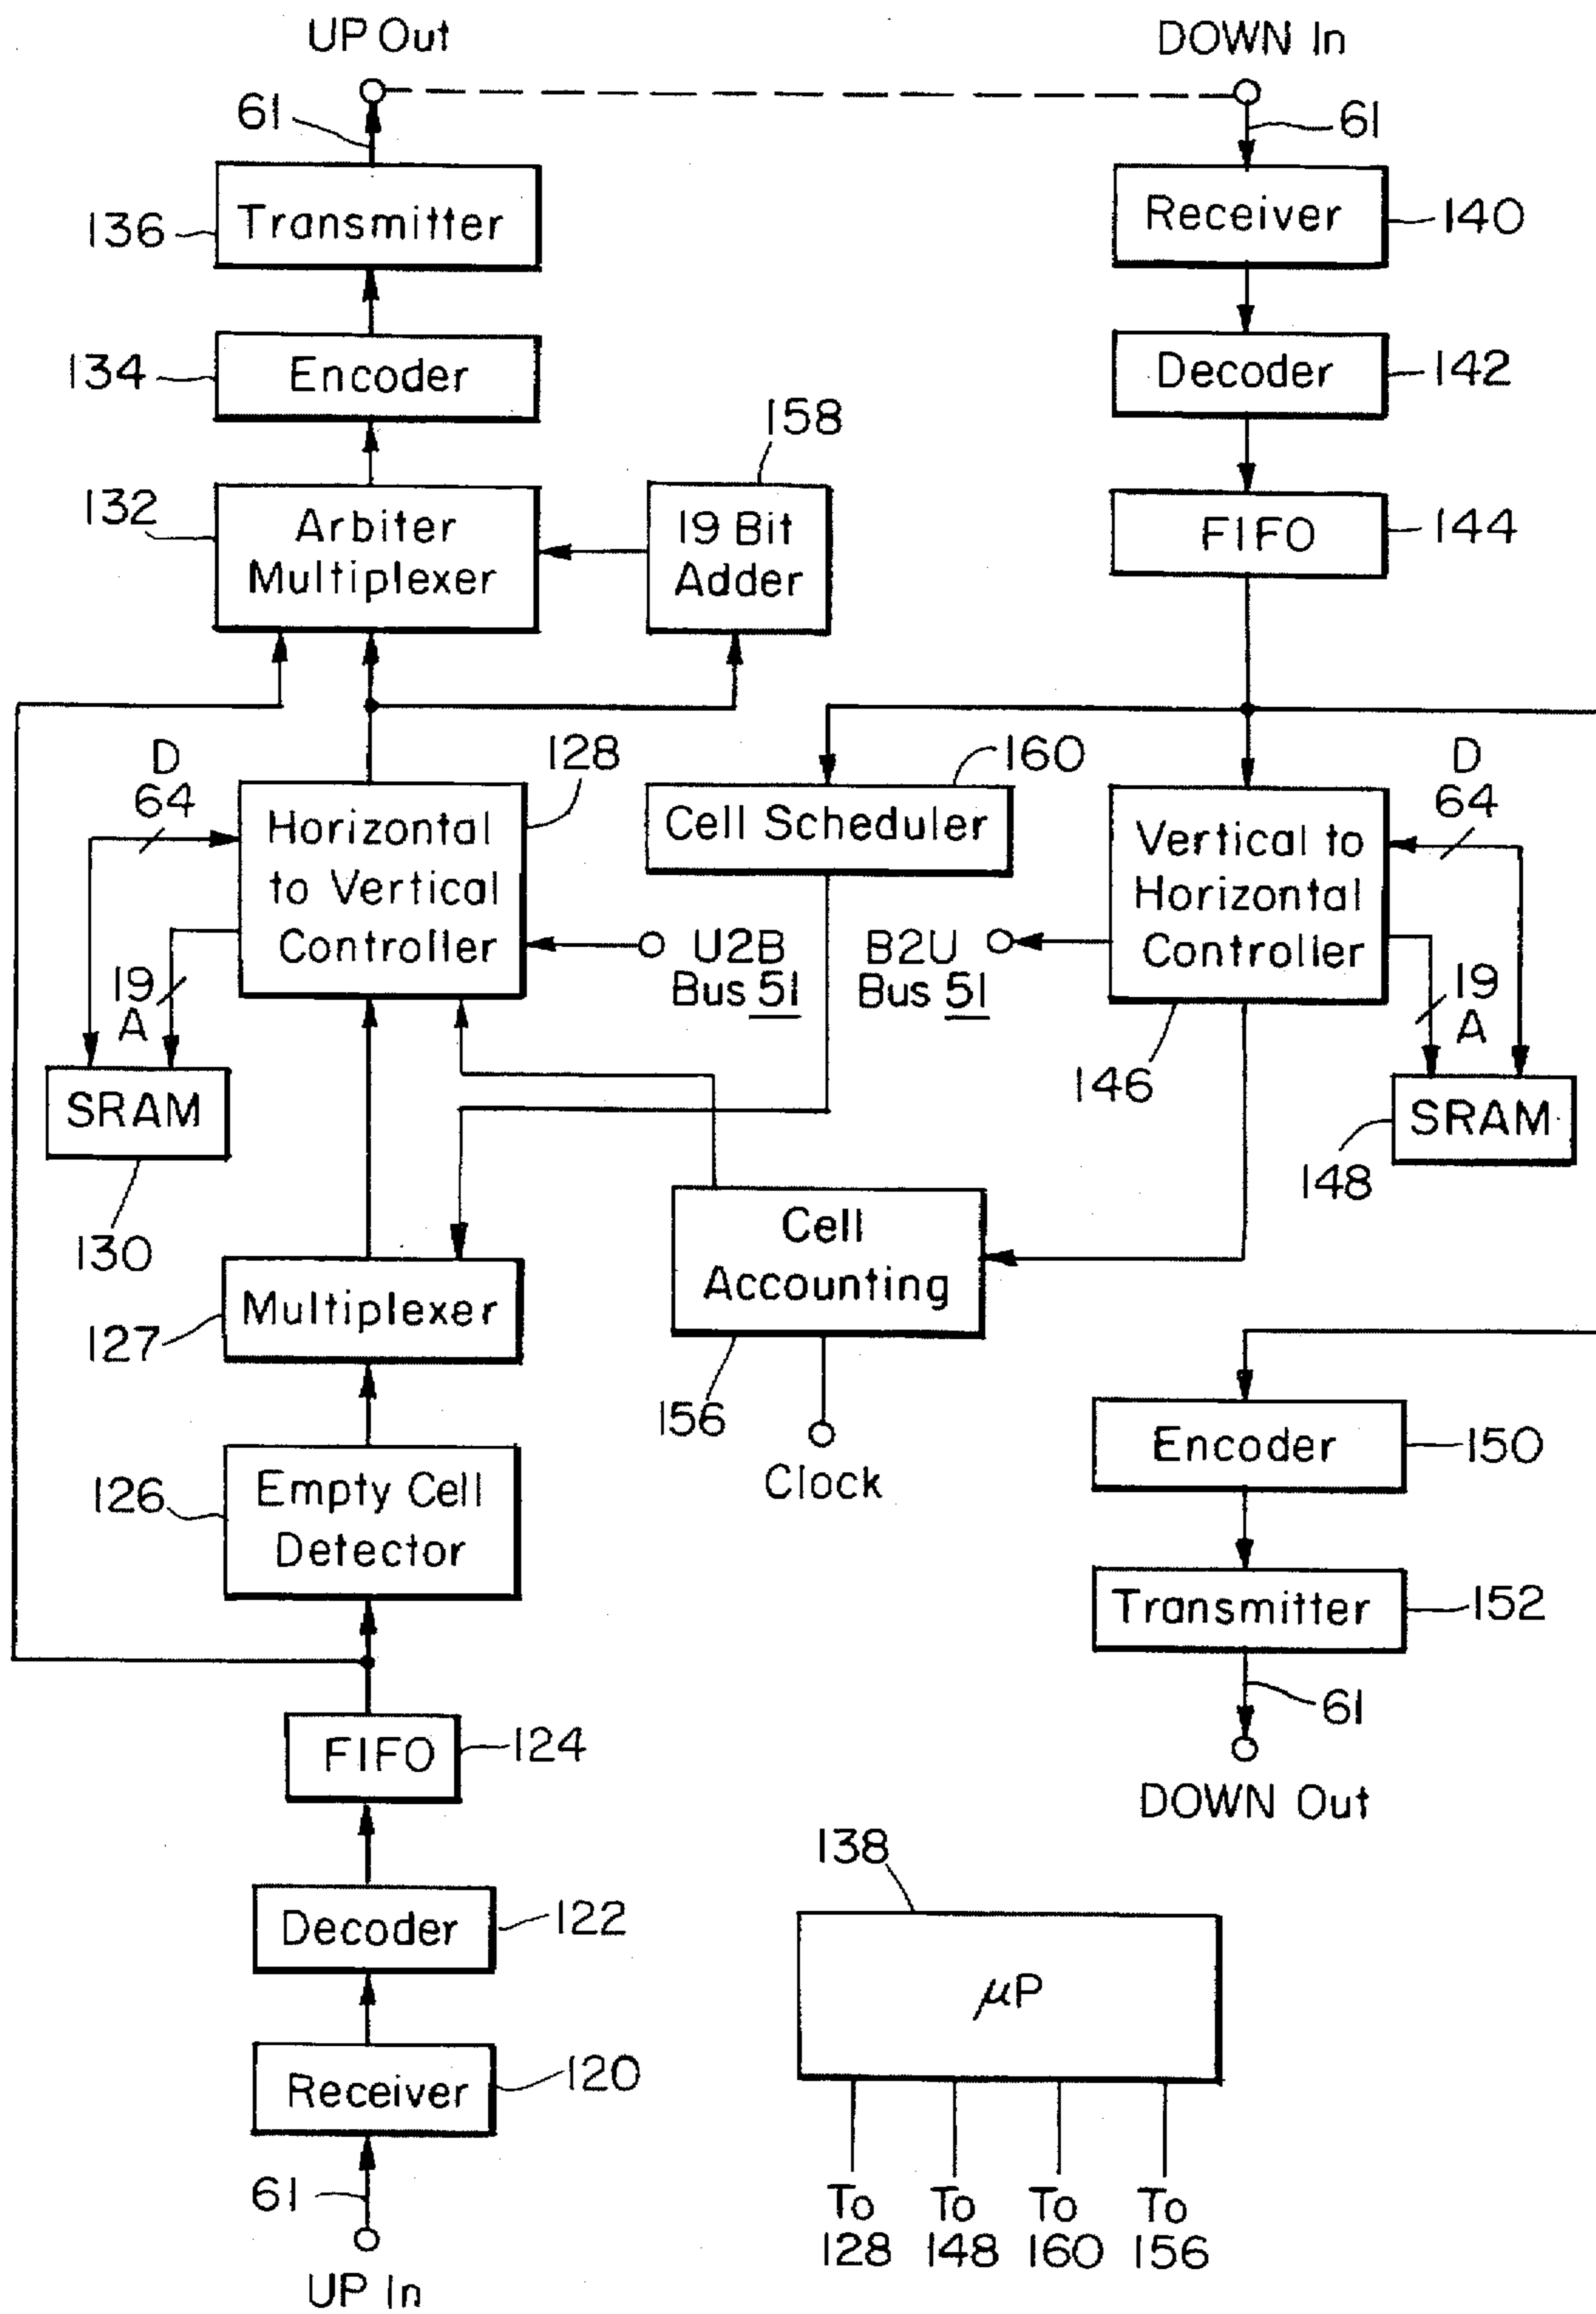 UP Out
DOWN In
61
61
Transmitter
136
Receiver
140
Encoder
134
Decoder
142
158
132
Arbiter
Multiplexer
19 Bit
Adder
FIFO
144
D
64
128
160
D
64
Horizontal
to Vertical
Controller
Cell Scheduler
Vertical to
Horizontal
Controller
U2B
Bus 51
B2U
Bus 51
19
A
19
A
SRAM
130
146
SRAM
148
Multiplexer
127
Cell
Accounting
156
Clock
Empty Cell
Detector
126
Encoder
150
Transmitter
152
61
DOWN Out
FIFO
124
Decoder
122
138
μP
Receiver
120
61
UP In
To
128
To
148
To
160
To
156